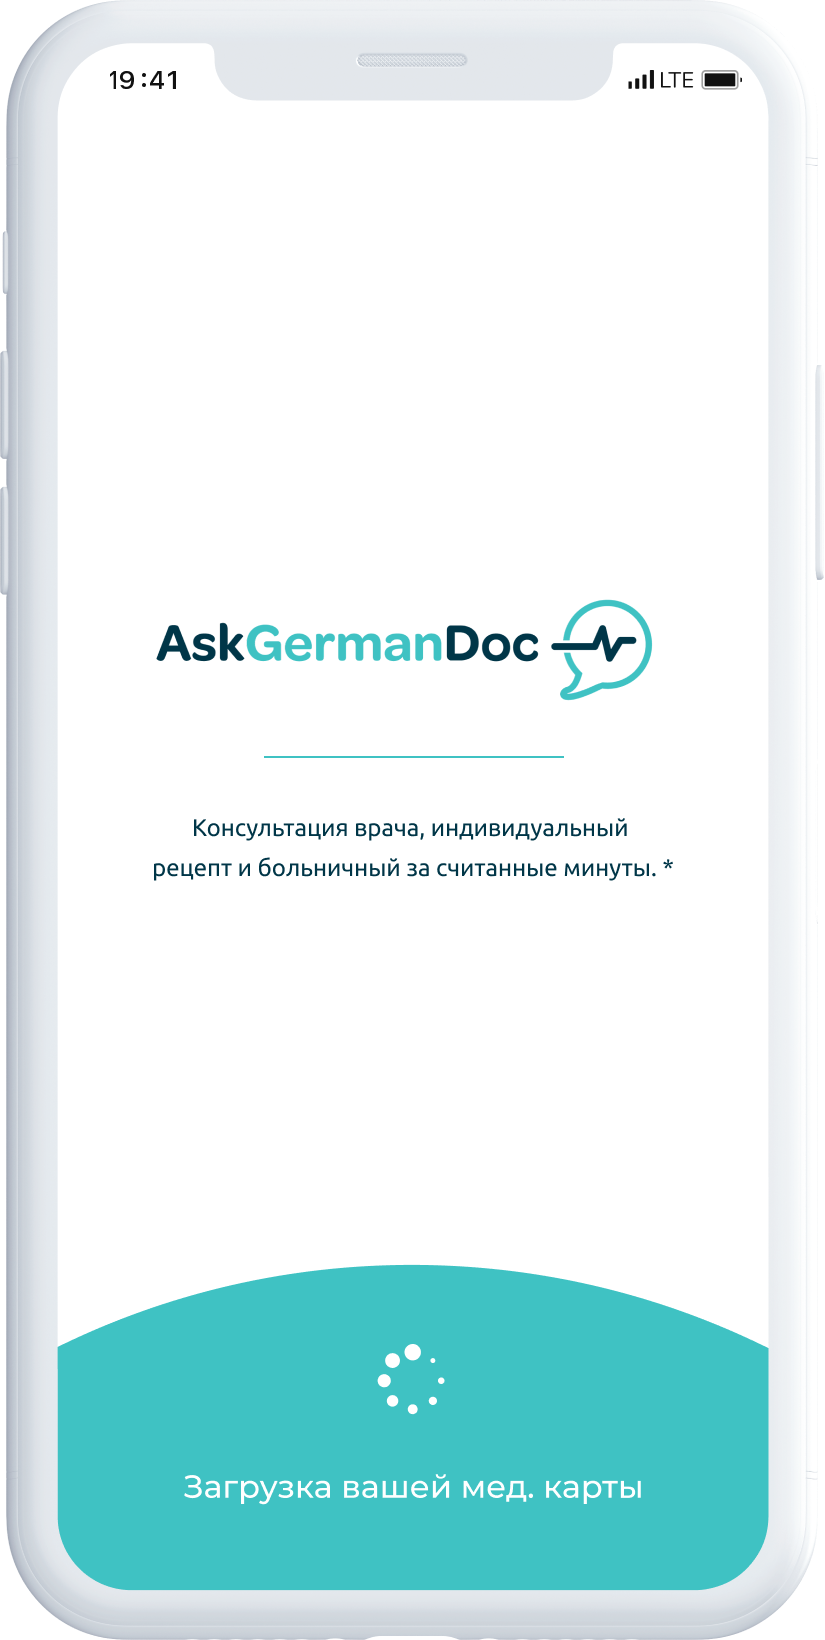 19:41 LTE
AskGermanDoc
Консультация врача, индивидуальный
рецепт и больничный за считанные минуты. *
Загрузка вашей мед. карты